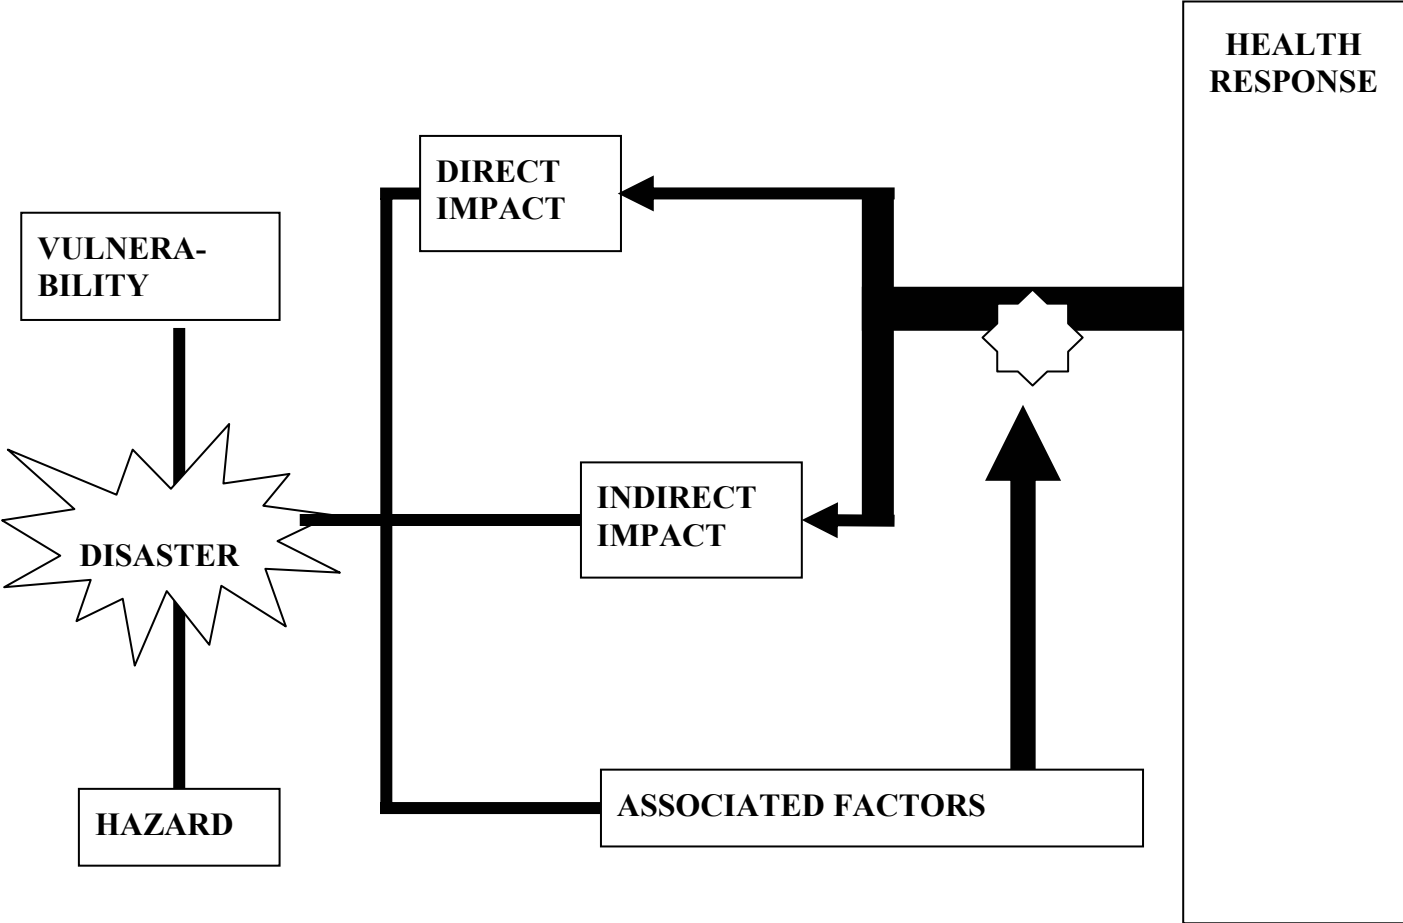 HEALTH
RESPONSE
DIRECT
IMPACT
VULNERA-
BILITY
INDIRECT
IMPACT
DISASTER
ASSOCIATED FACTORS
HAZARD